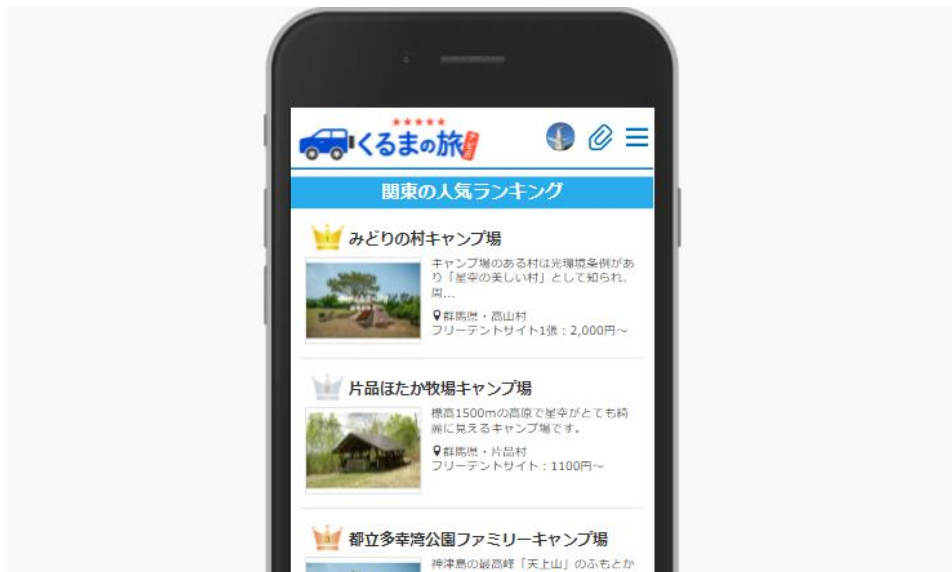 ★★★★★
くるまの旅ナビ
関東の人気ランキング
1
みどりの村キャンプ場
キャンプ場のある村は光環境条例があ
り「星空の美しい村」として知られ、
周...
群馬県・高山村
フリーテントサイト1張：2,000円～
2
片品ほたか牧場キャンプ場
標高1500mの高原で星空がとても綺
麗に見えるキャンプ場です。
群馬県・片品村
フリーテントサイト：1100円～
3
都立多幸湾公園ファミリーキャンプ場
神津島の最高峰「天上山」のふもとか